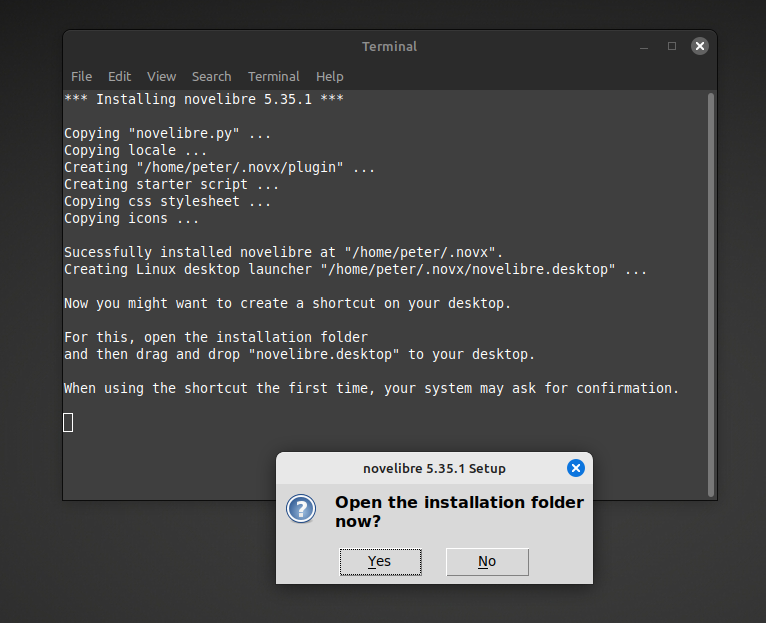 Terminal
File Edit View Search Terminal Help
*** Installing novelibre 5.35.1 ***
Copying "novelibre.py" ...
Copying locale ...
Creating "/home/peter/.novx/plugin" ...
Creating starter script ...
Copying css stylesheet ...
Copying icons ...
Sucessfully installed novelibre at "/home/peter/.novx".
Creating Linux desktop launcher "/home/peter/.novx/novelibre.desktop" ...
Now you might want to create a shortcut on your desktop.
For this, open the installation folder
and then drag and drop "novelibre.desktop" to your desktop.
When using the shortcut the first time, your system may ask for confirmation.
novelibre 5.35.1 Setup
Open the installation folder
now?
Yes No